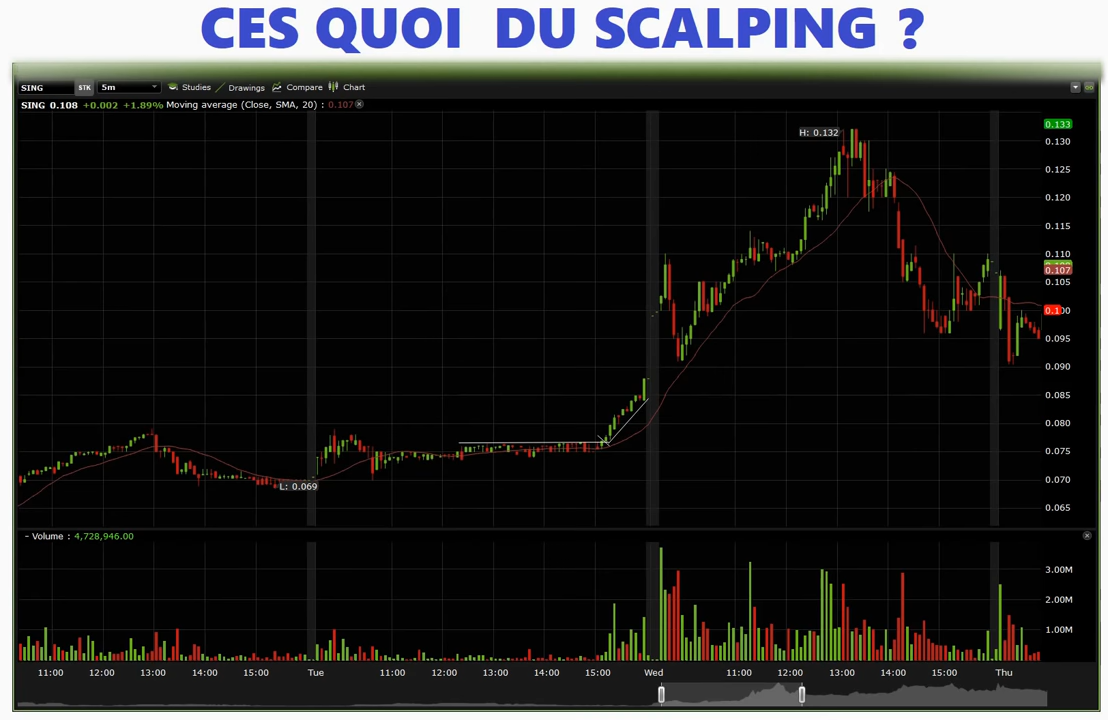 CES QUOI DU SCALPING ?
SING STK 5m Studies Drawings Compare Chart
SING 0.108 +0.002 +1.89% Moving average (Close, SMA, 20) : 0.107
H: 0.132
0.133
0.130
0.125
0.120
0.115
0.110
0.107
0.105
0.100
0.095
0.090
0.085
0.080
0.075
0.070
0.065
L: 0.069
- Volume : 4,728,946.00
3.00M
2.00M
1.00M
11:00 12:00 13:00 14:00 15:00 Tue 11:00 12:00 13:00 14:00 15:00 Wed 11:00 12:00 13:00 14:00 15:00 Thu